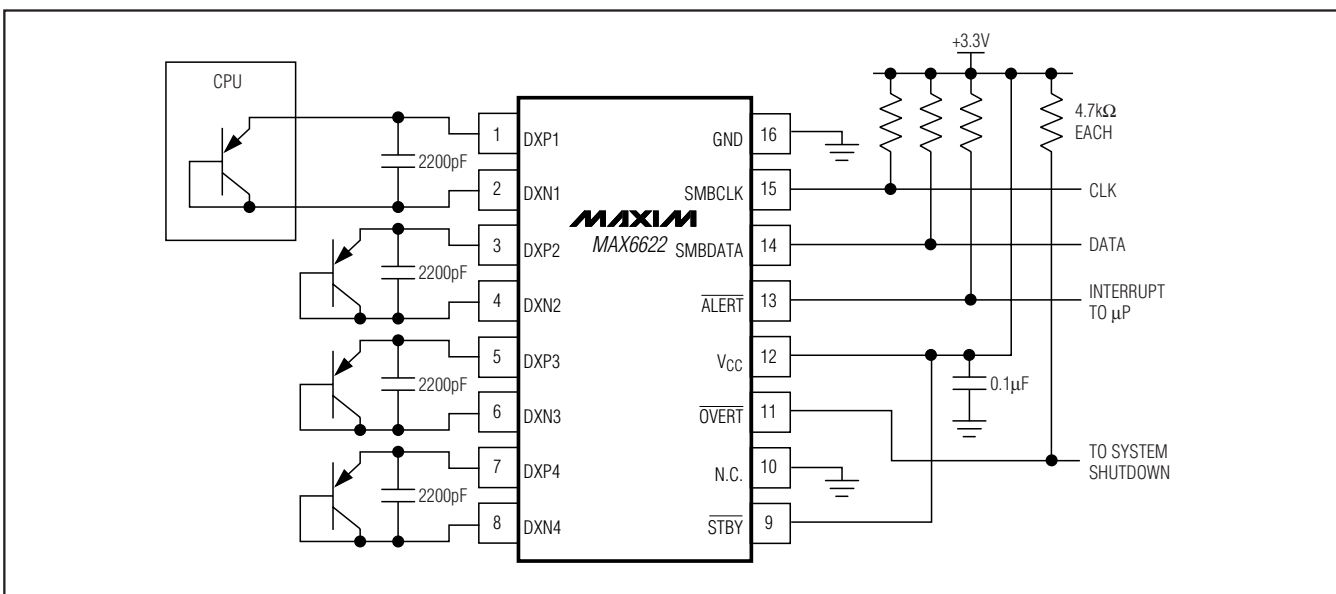 +3.3V
CPU
4.7kΩ
EACH
1
DXP1
GND
16
2200pF
2
DXN1
SMBCLK
15
CLK
MAXIM
MAX6622
3
DXP2
SMBDATA
14
DATA
2200pF
4
DXN2
ALERT
13
INTERRUPT
TO μP
5
DXP3
VCC
12
2200pF
0.1μF
6
DXN3
OVERT
11
7
DXP4
N.C.
10
TO SYSTEM
SHUTDOWN
2200pF
8
DXN4
STBY
9